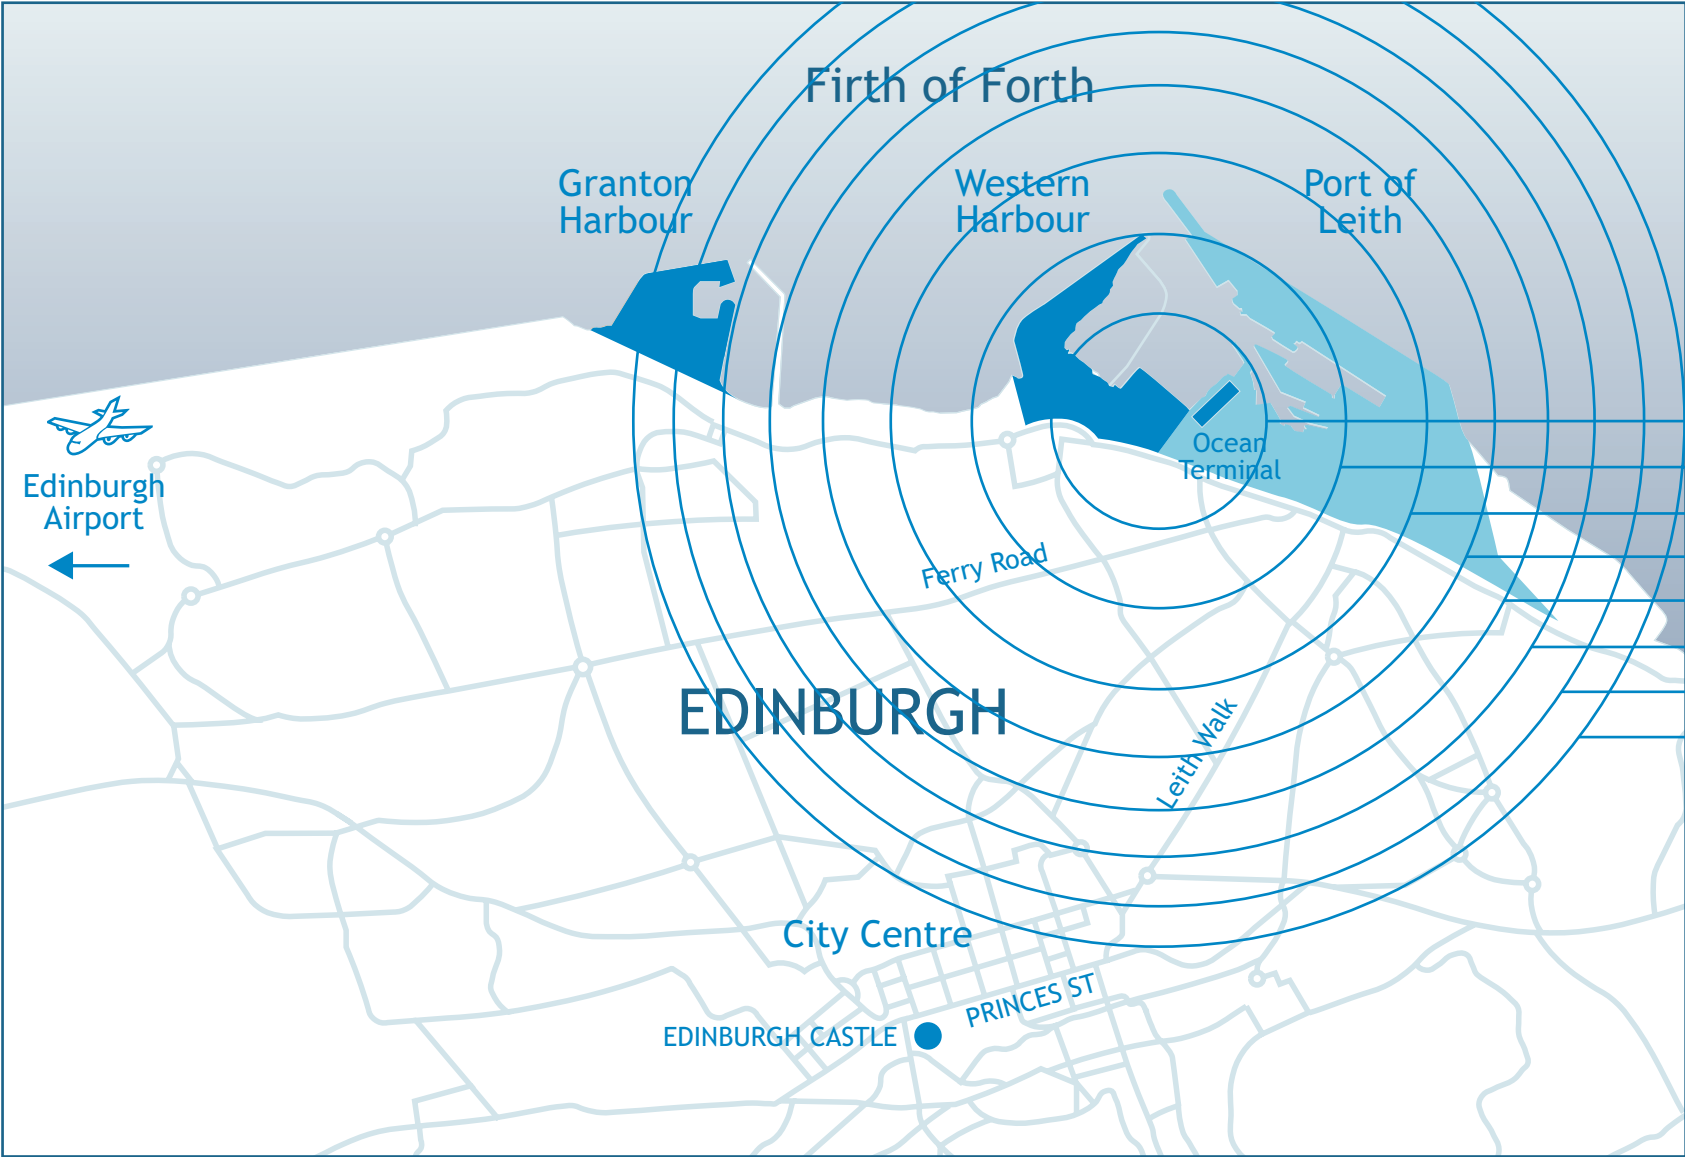 Firth of Forth
Granton
Harbour
Western
Harbour
Port of
Leith
Ocean
Terminal
Edinburgh
Airport
Ferry Road
EDINBURGH
Leith Walk
City Centre
PRINCES ST
EDINBURGH CASTLE